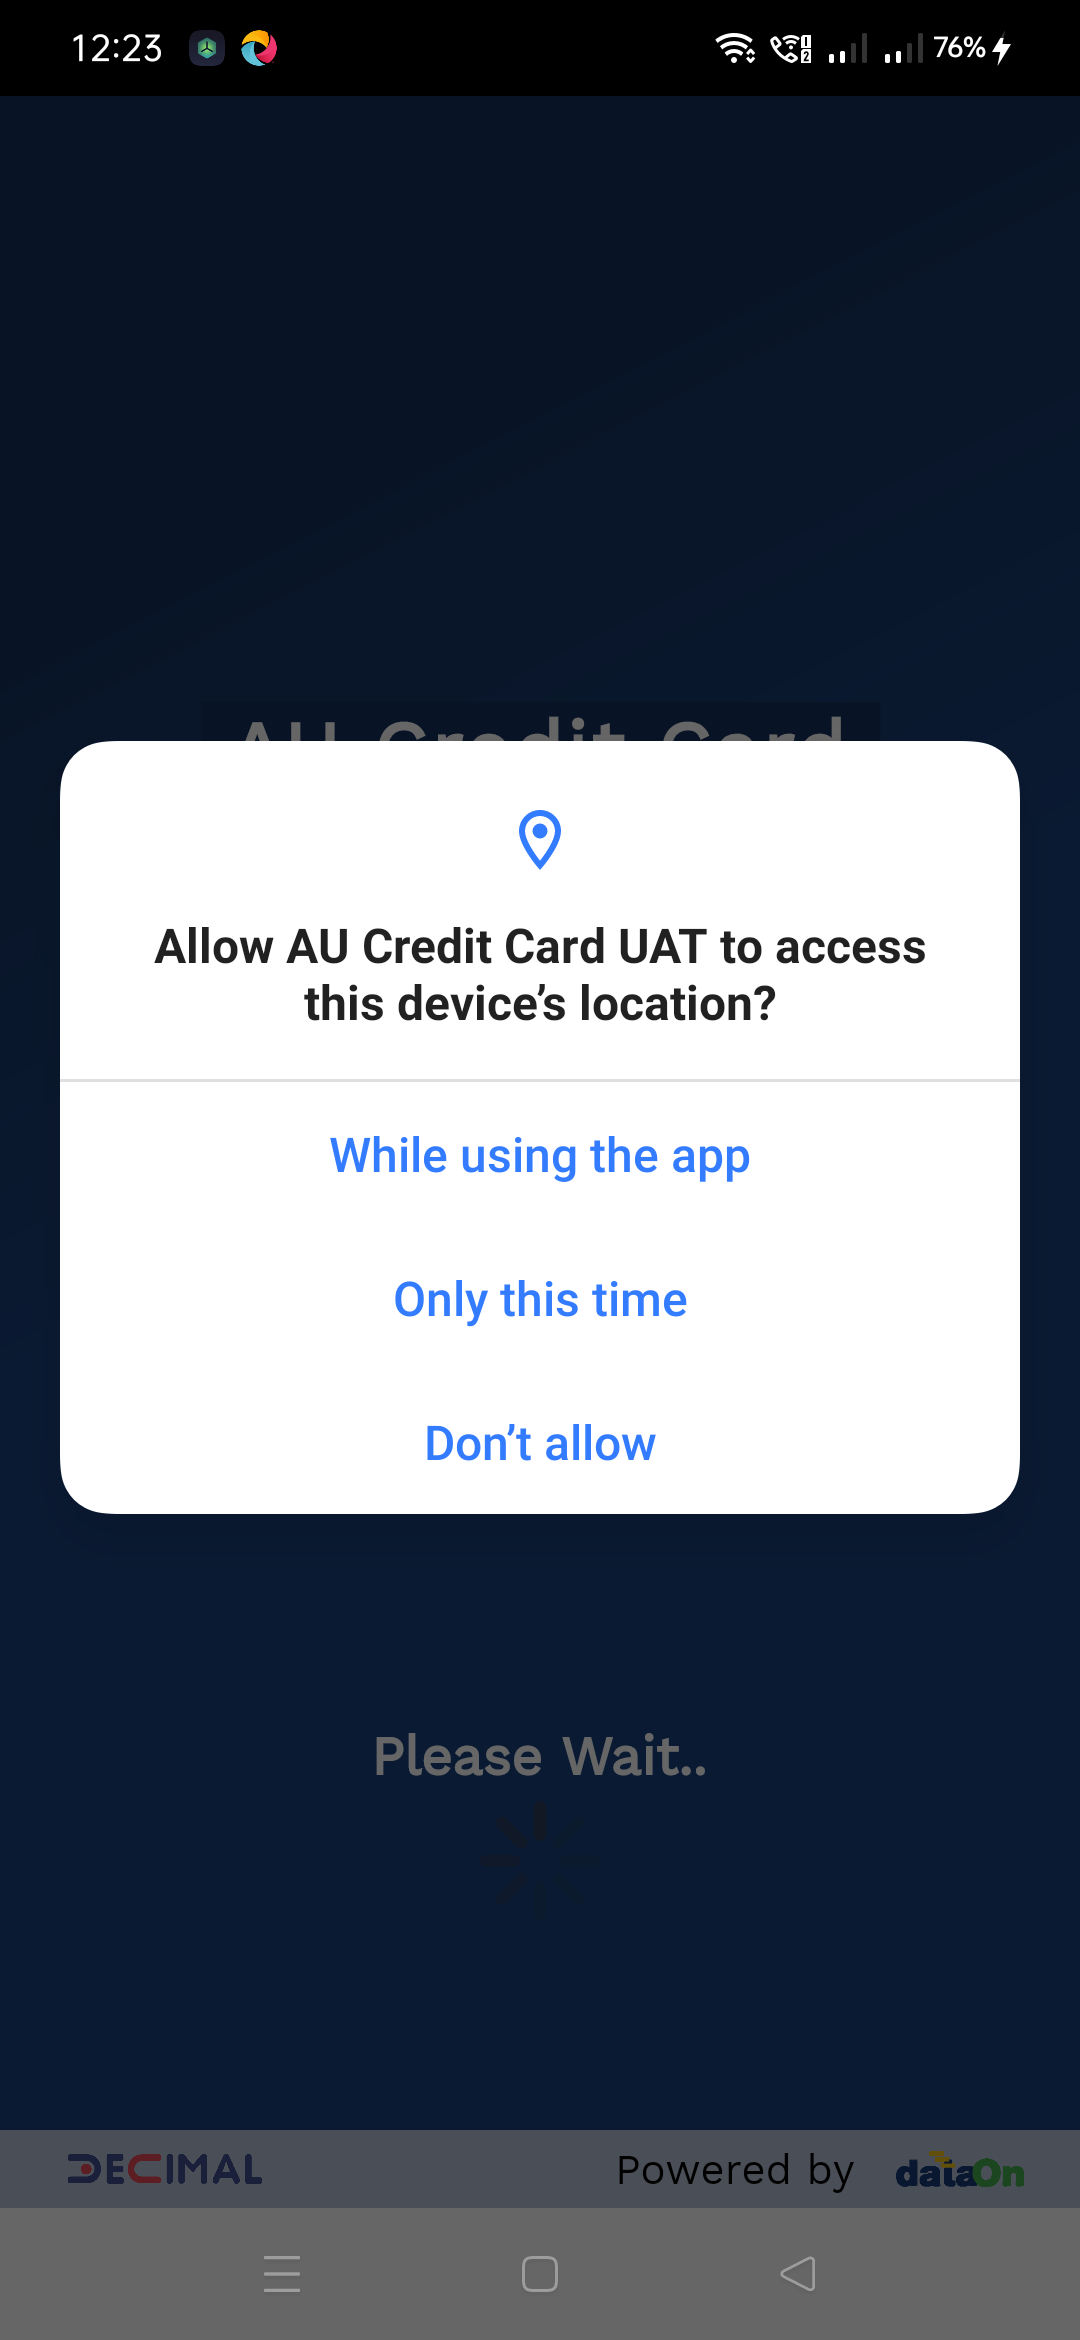 12:23
76%
AU Credit Card
Allow AU Credit Card UAT to access
this device's location?
While using the app
Only this time
Don't allow
Please Wait..
DECIMAL Powered by dataOn